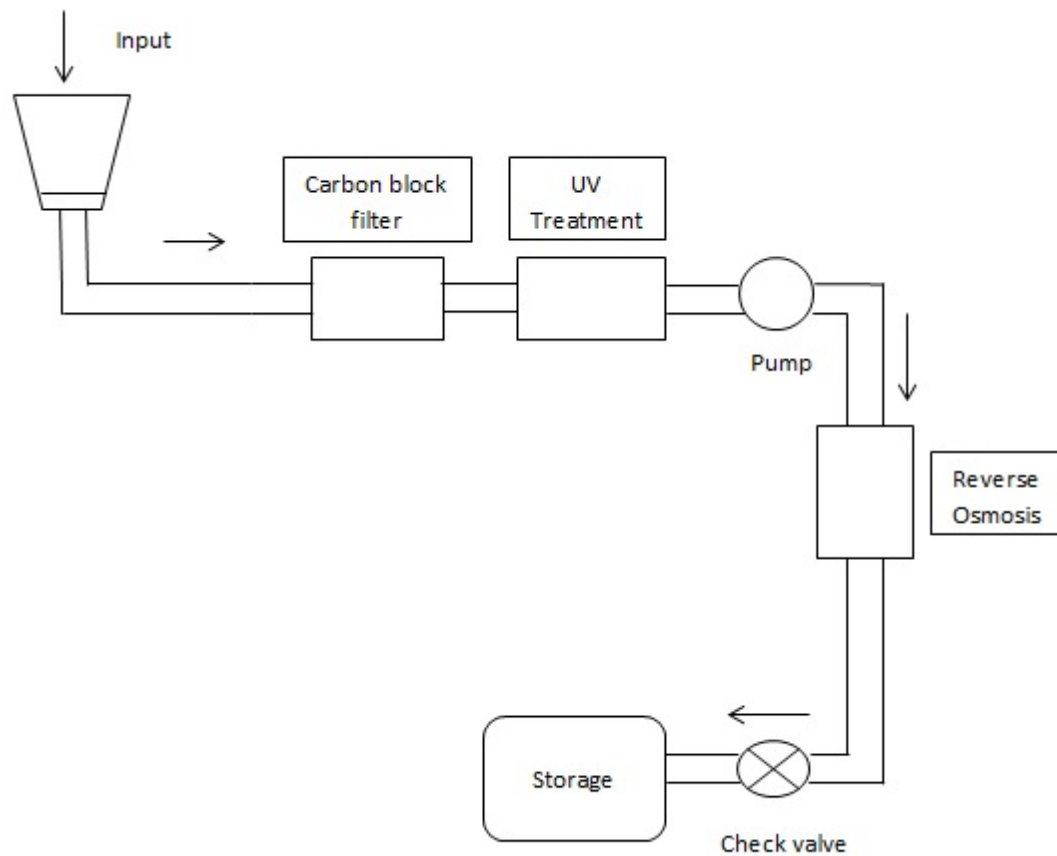 Input
Carbon block
filter
UV
Treatment
Pump
Reverse
Osmosis
Storage
Check valve